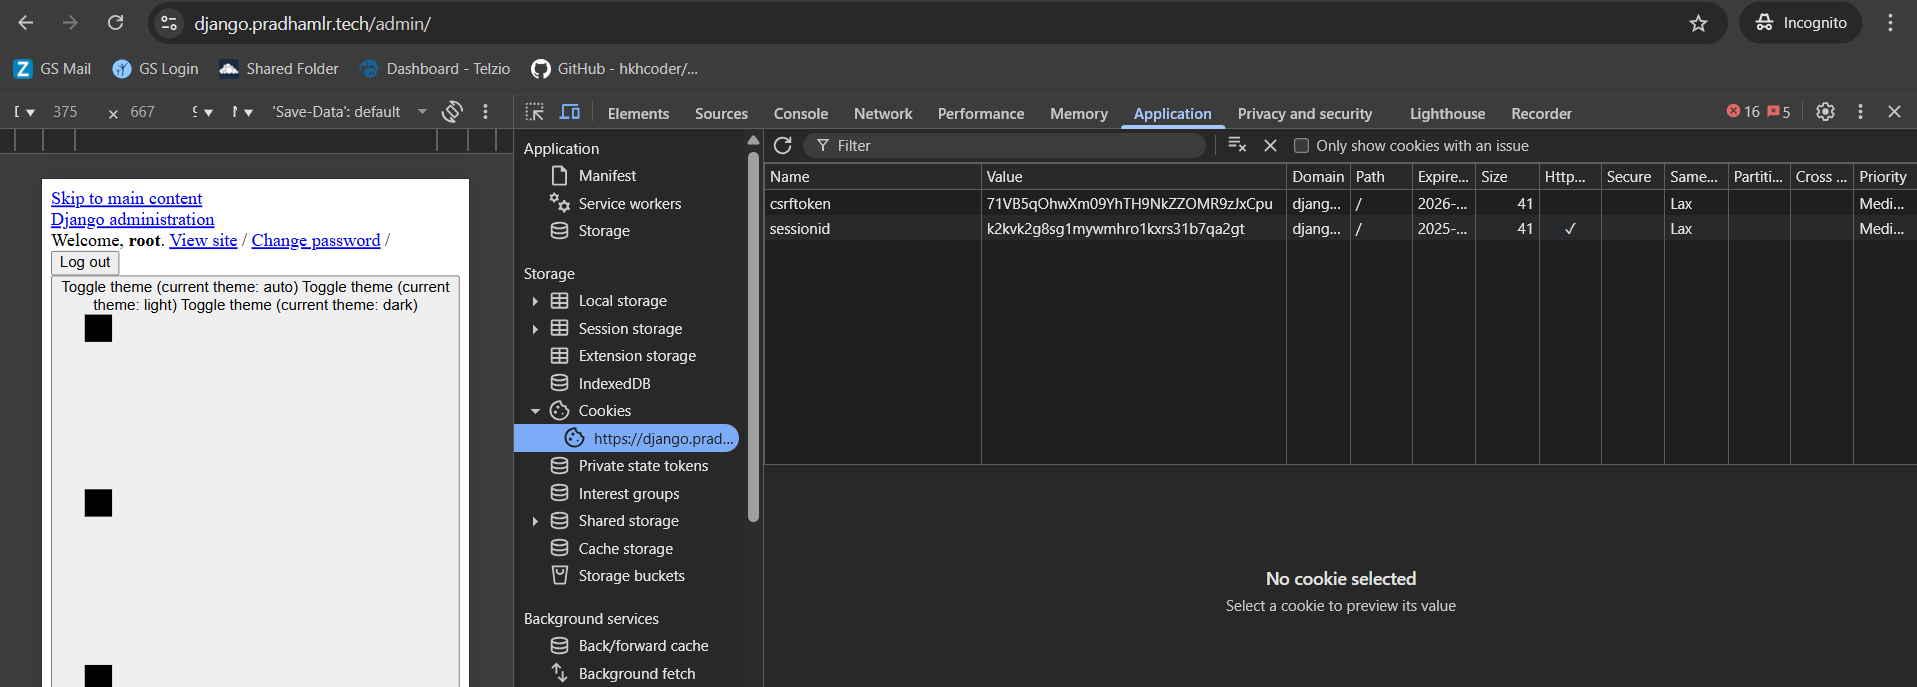 django.pradhamlr.tech/admin/
Incognito
GS Mail GS Login Shared Folder Dashboard - Telzio GitHub - hkhcoder/...
375 × 667 'Save-Data': default
Elements Sources Console Network Performance Memory Application Privacy and security Lighthouse Recorder 16 5
Skip to main content
Django administration
Welcome, root. View site / Change password /
Log out
Toggle theme (current theme: auto) Toggle theme (current
theme: light) Toggle theme (current theme: dark)
Application
Manifest
Service workers
Storage
Storage
Local storage
Session storage
Extension storage
IndexedDB
Cookies
https://django.prad...
Private state tokens
Interest groups
Shared storage
Cache storage
Storage buckets
Background services
Back/forward cache
Background fetch
Filter Only show cookies with an issue
Name Value Domain Path Expire... Size Http... Secure Same... Partiti... Cross ... Priority
csrftoken 71VB5qOhwXm09YhTH9NkZZOMR9zJxCpu djang... / 2026-... 41 Lax Medi...
sessionid k2kvk2g8sg1mywmhro1kxrs31b7qa2gt djang... / 2025-... 41 ✓ Lax Medi...
No cookie selected
Select a cookie to preview its value